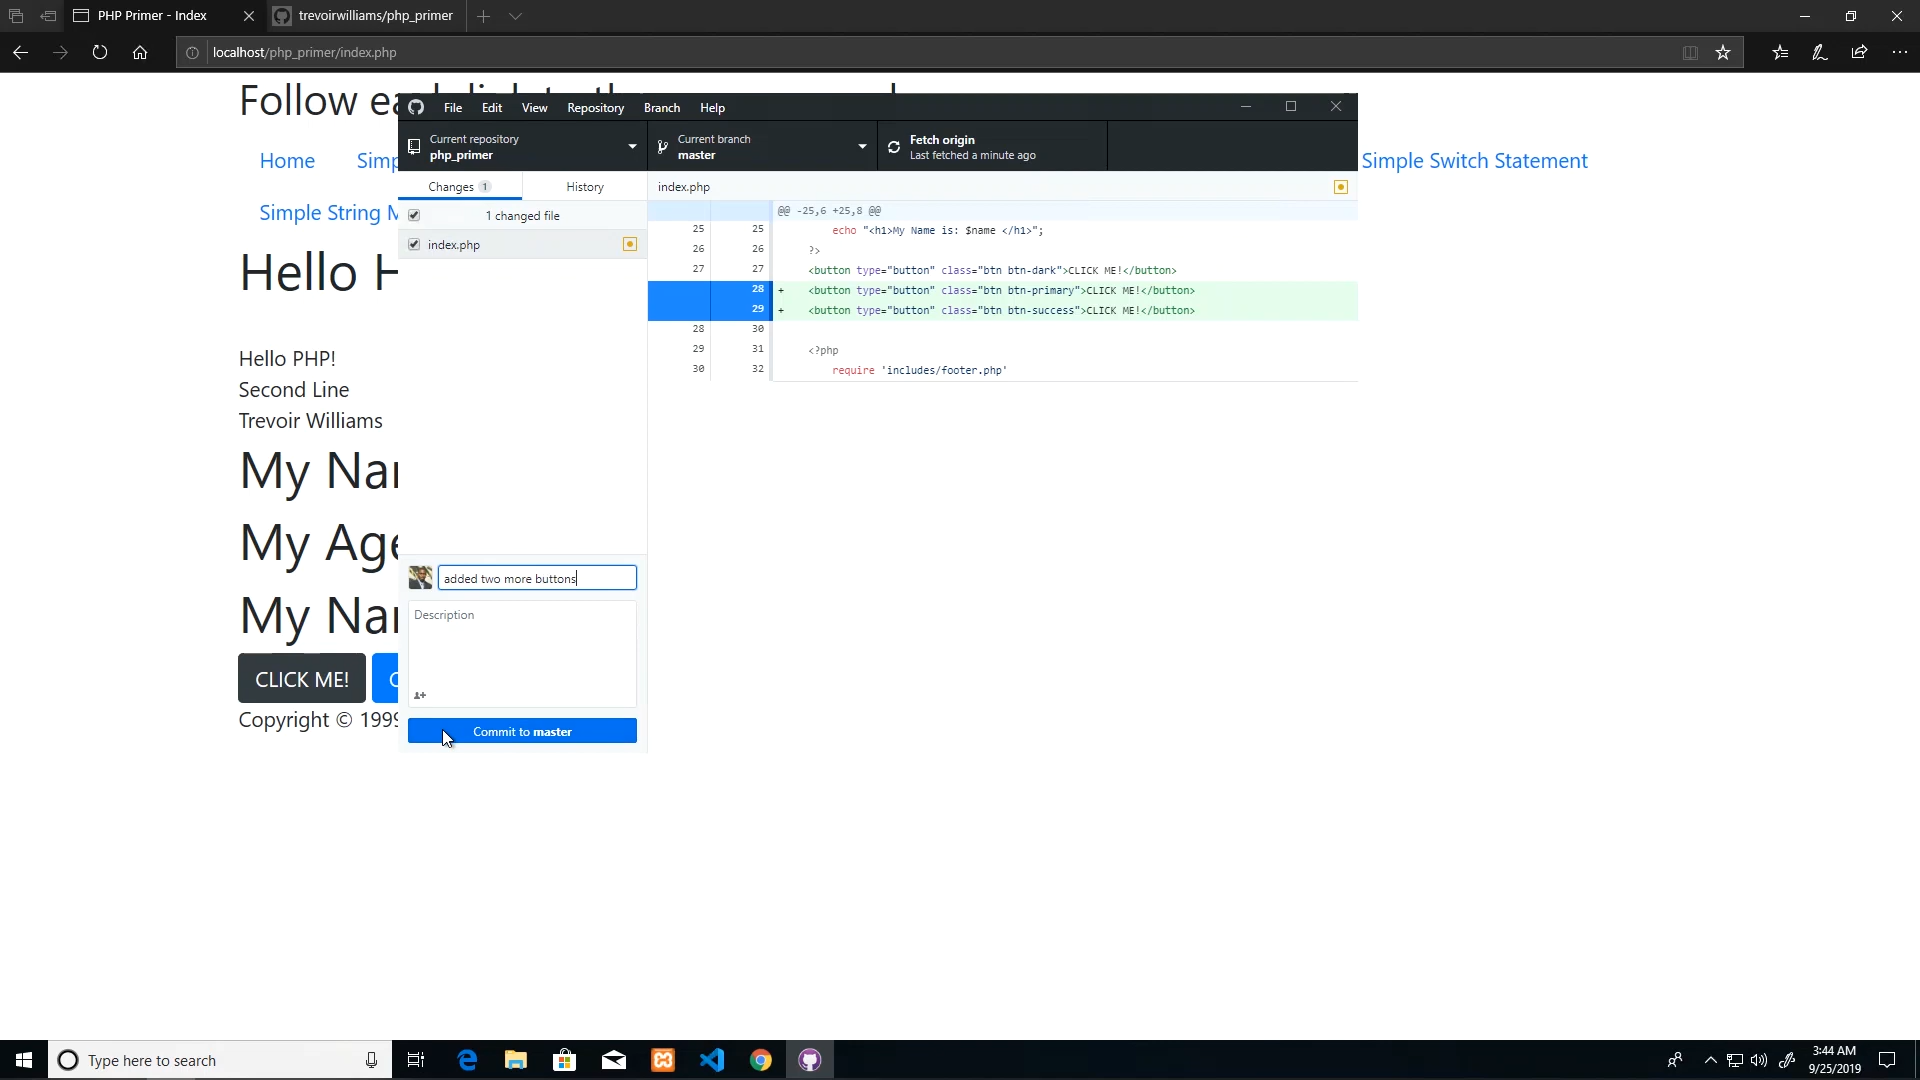 PHP Primer - Index
trevoirwilliams/php_primer
localhost/php_primer/index.php
Follow
File Edit View Repository Branch Help
Current repository
php_primer
Current branch
master
Fetch origin
Last fetched a minute ago
Home
Simple Switch Statement
Changes 1
History
index.php
1 changed file
Simple String
index.php
@@ -25,6 +25,8 @@
25 25 echo "<h1>My Name is: $name </h1>";
26 26 ?>
27 27 <button type="button" class="btn btn-dark">CLICK ME!</button>
28 + <button type="button" class="btn btn-primary">CLICK ME!</button>
29 + <button type="button" class="btn btn-success">CLICK ME!</button>
28 30
29 31 <?php
30 32 require 'includes/footer.php'
Hello
Hello PHP!
Second Line
Trevoir Williams
My
My
My
added two more buttons
Description
CLICK ME!
Copyright © 1999
Commit to master
Type here to search
3:44 AM
9/25/2019